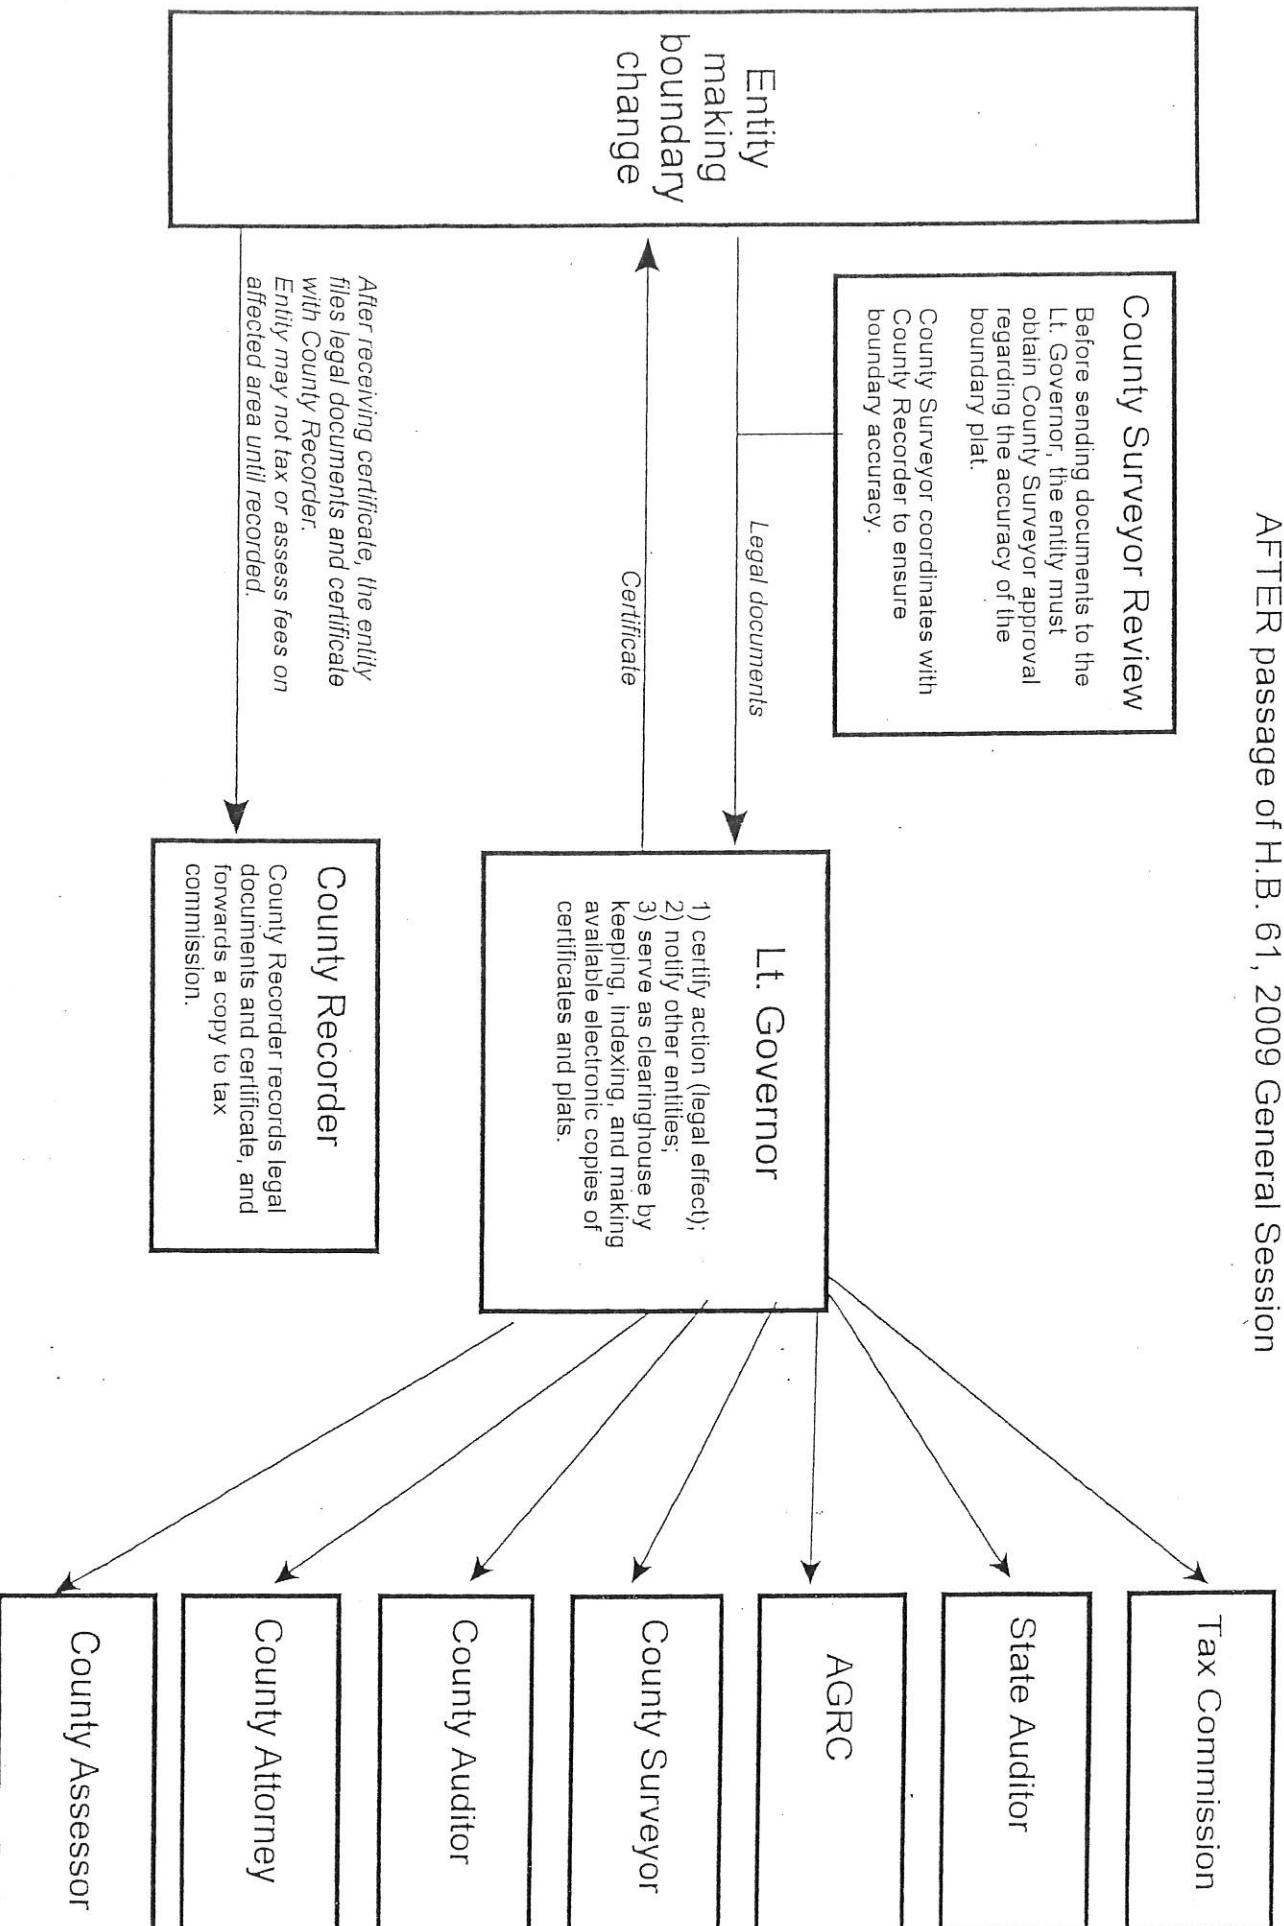 AFTER passage of H.B. 61, 2009 General Session
Entity
making
boundary
change
County Surveyor Review
Before sending documents to the
Lt. Governor, the entity must
obtain County Surveyor approval
regarding the accuracy of the
boundary plat.
County Surveyor coordinates with
County Recorder to ensure
boundary accuracy.
Legal documents
Certificate
After receiving certificate, the entity
files legal documents and certificate
with County Recorder.
Entity may not tax or assess fees on
affected area until recorded.
Lt. Governor
1) certify action (legal effect);
2) notify other entities;
3) serve as clearinghouse by
keeping, indexing, and making
available electronic copies of
certificates and plats.
County Recorder
County Recorder records legal
documents and certificate, and
forwards a copy to tax
commission.
Tax Commission
State Auditor
AGRC
County Surveyor
County Auditor
County Attorney
County Assessor